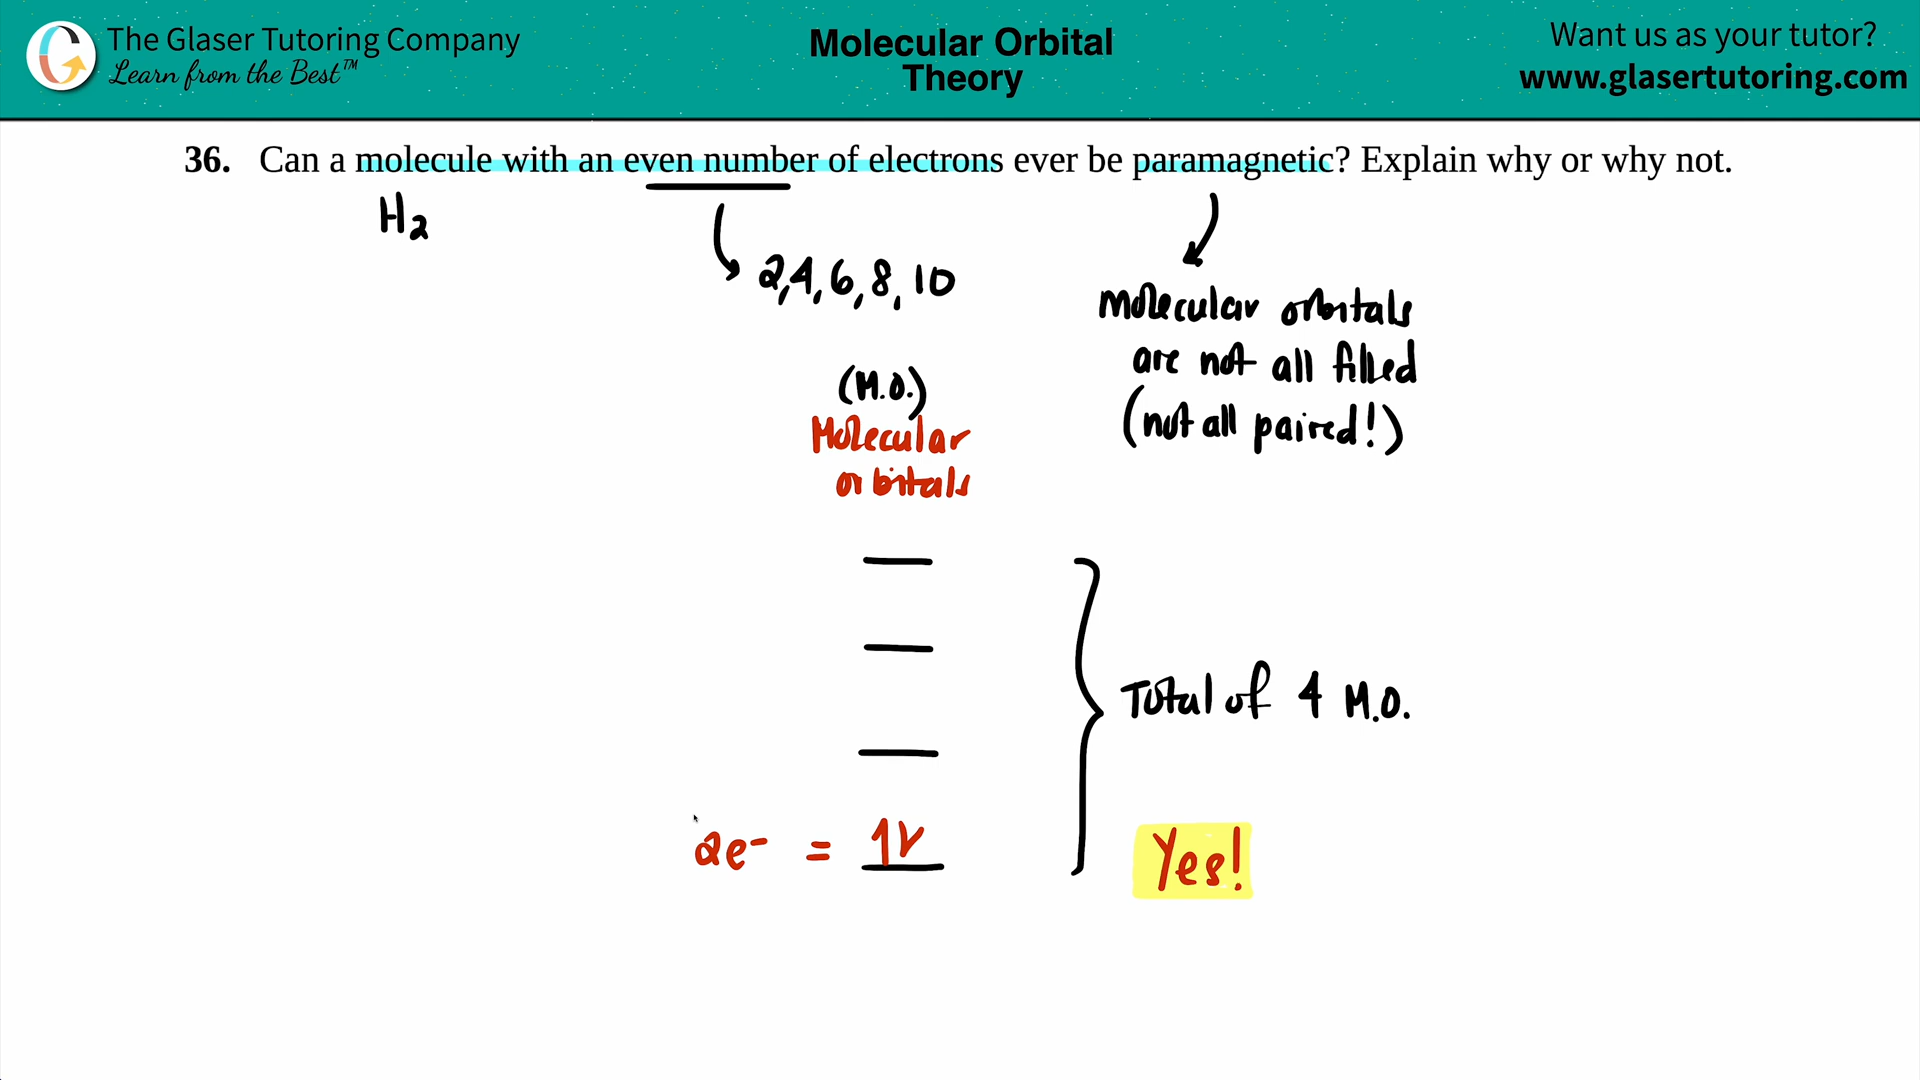 The Glaser Tutoring Company
Learn from the Best™
Molecular Orbital
Theory
Want us as your tutor?
www.glasertutoring.com
36. Can a molecule with an even number of electrons ever be paramagnetic? Explain why or why not.
H₂
2,4,6,8,10
molecular orbitals
are not all filled
(not all paired!)
(M.O.)
Molecular
orbitals
Total of 4 M.O.
2e⁻ = 1V
Yes!